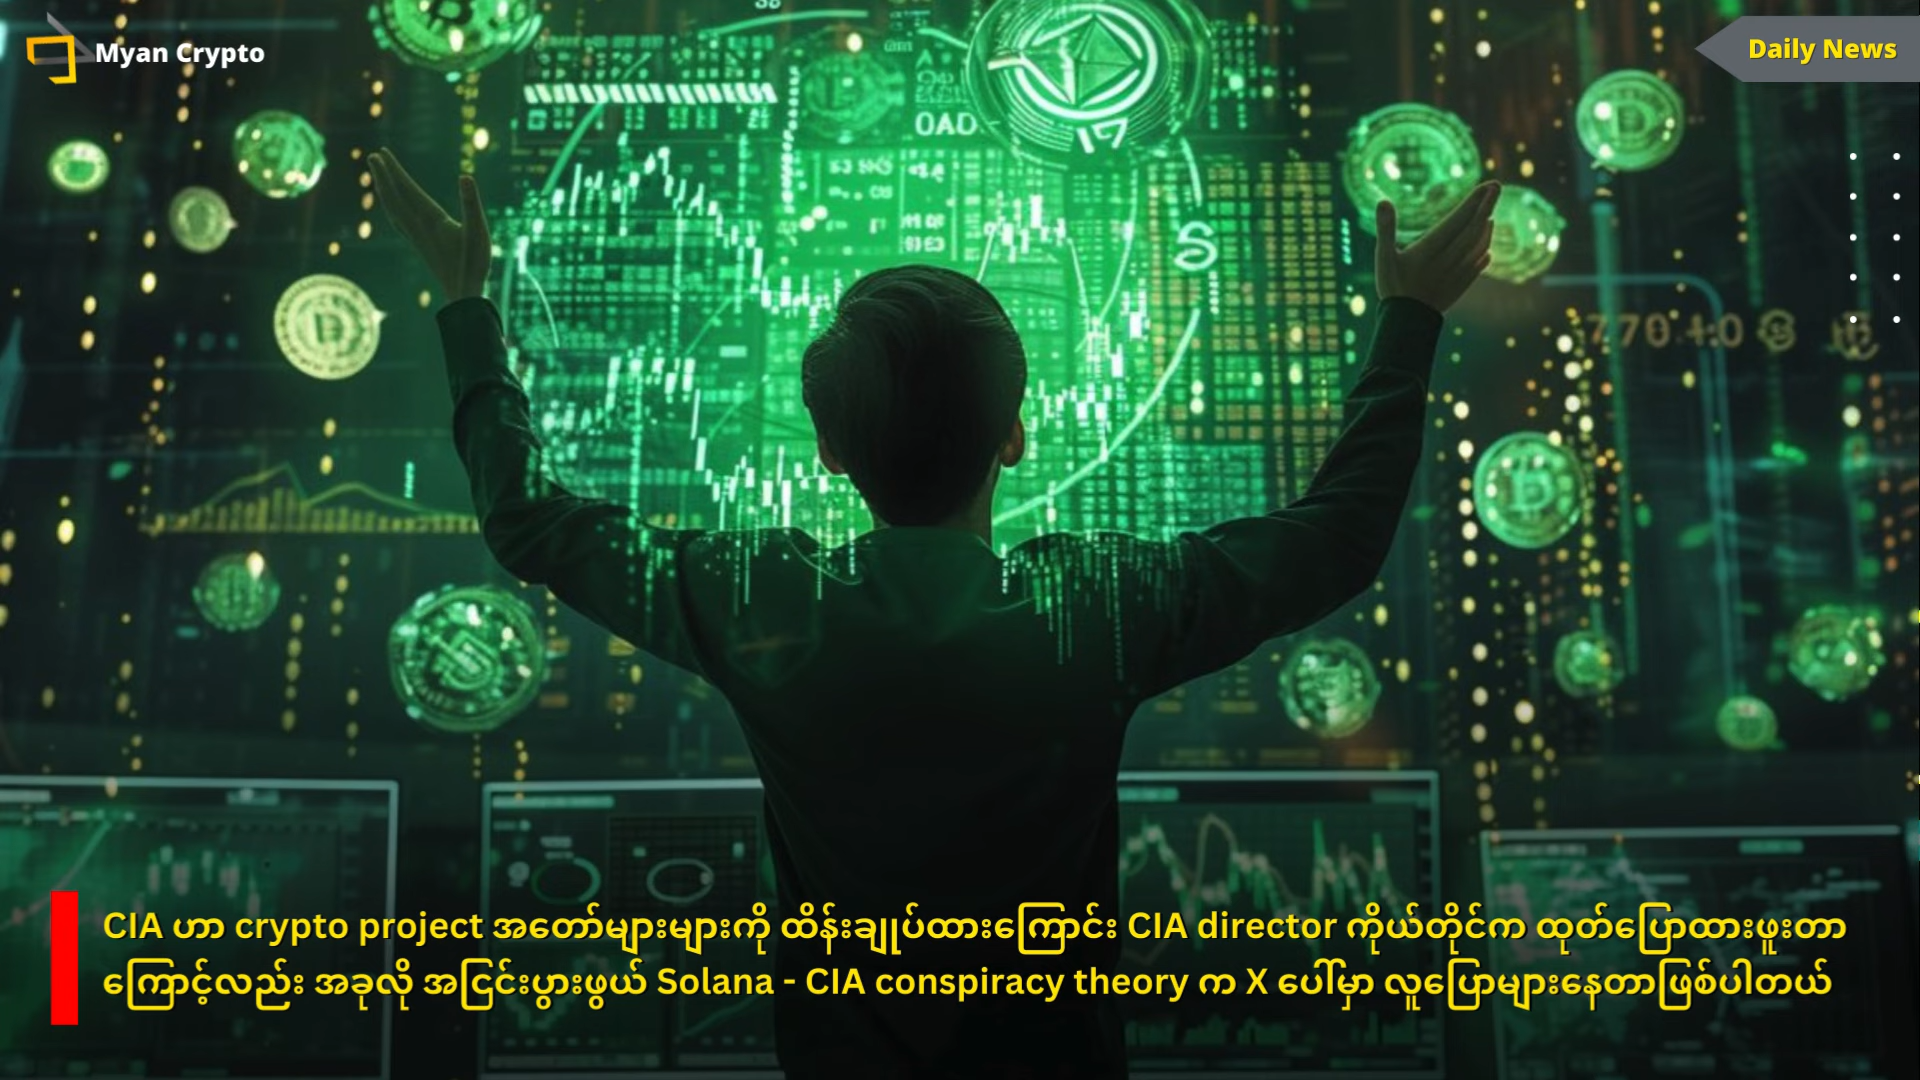 Myan Crypto
Daily News
OAD
CIA ဟာ crypto project အတော်များများကို ထိန်းချုပ်ထားကြောင်း CIA director ကိုယ်တိုင်က ထုတ်ပြောထားဖူးတာ
ကြောင့်လည်း အခုလို အငြင်းပွားဖွယ် Solana - CIA conspiracy theory က X ပေါ်မှာ လူပြောများနေတာဖြစ်ပါတယ်